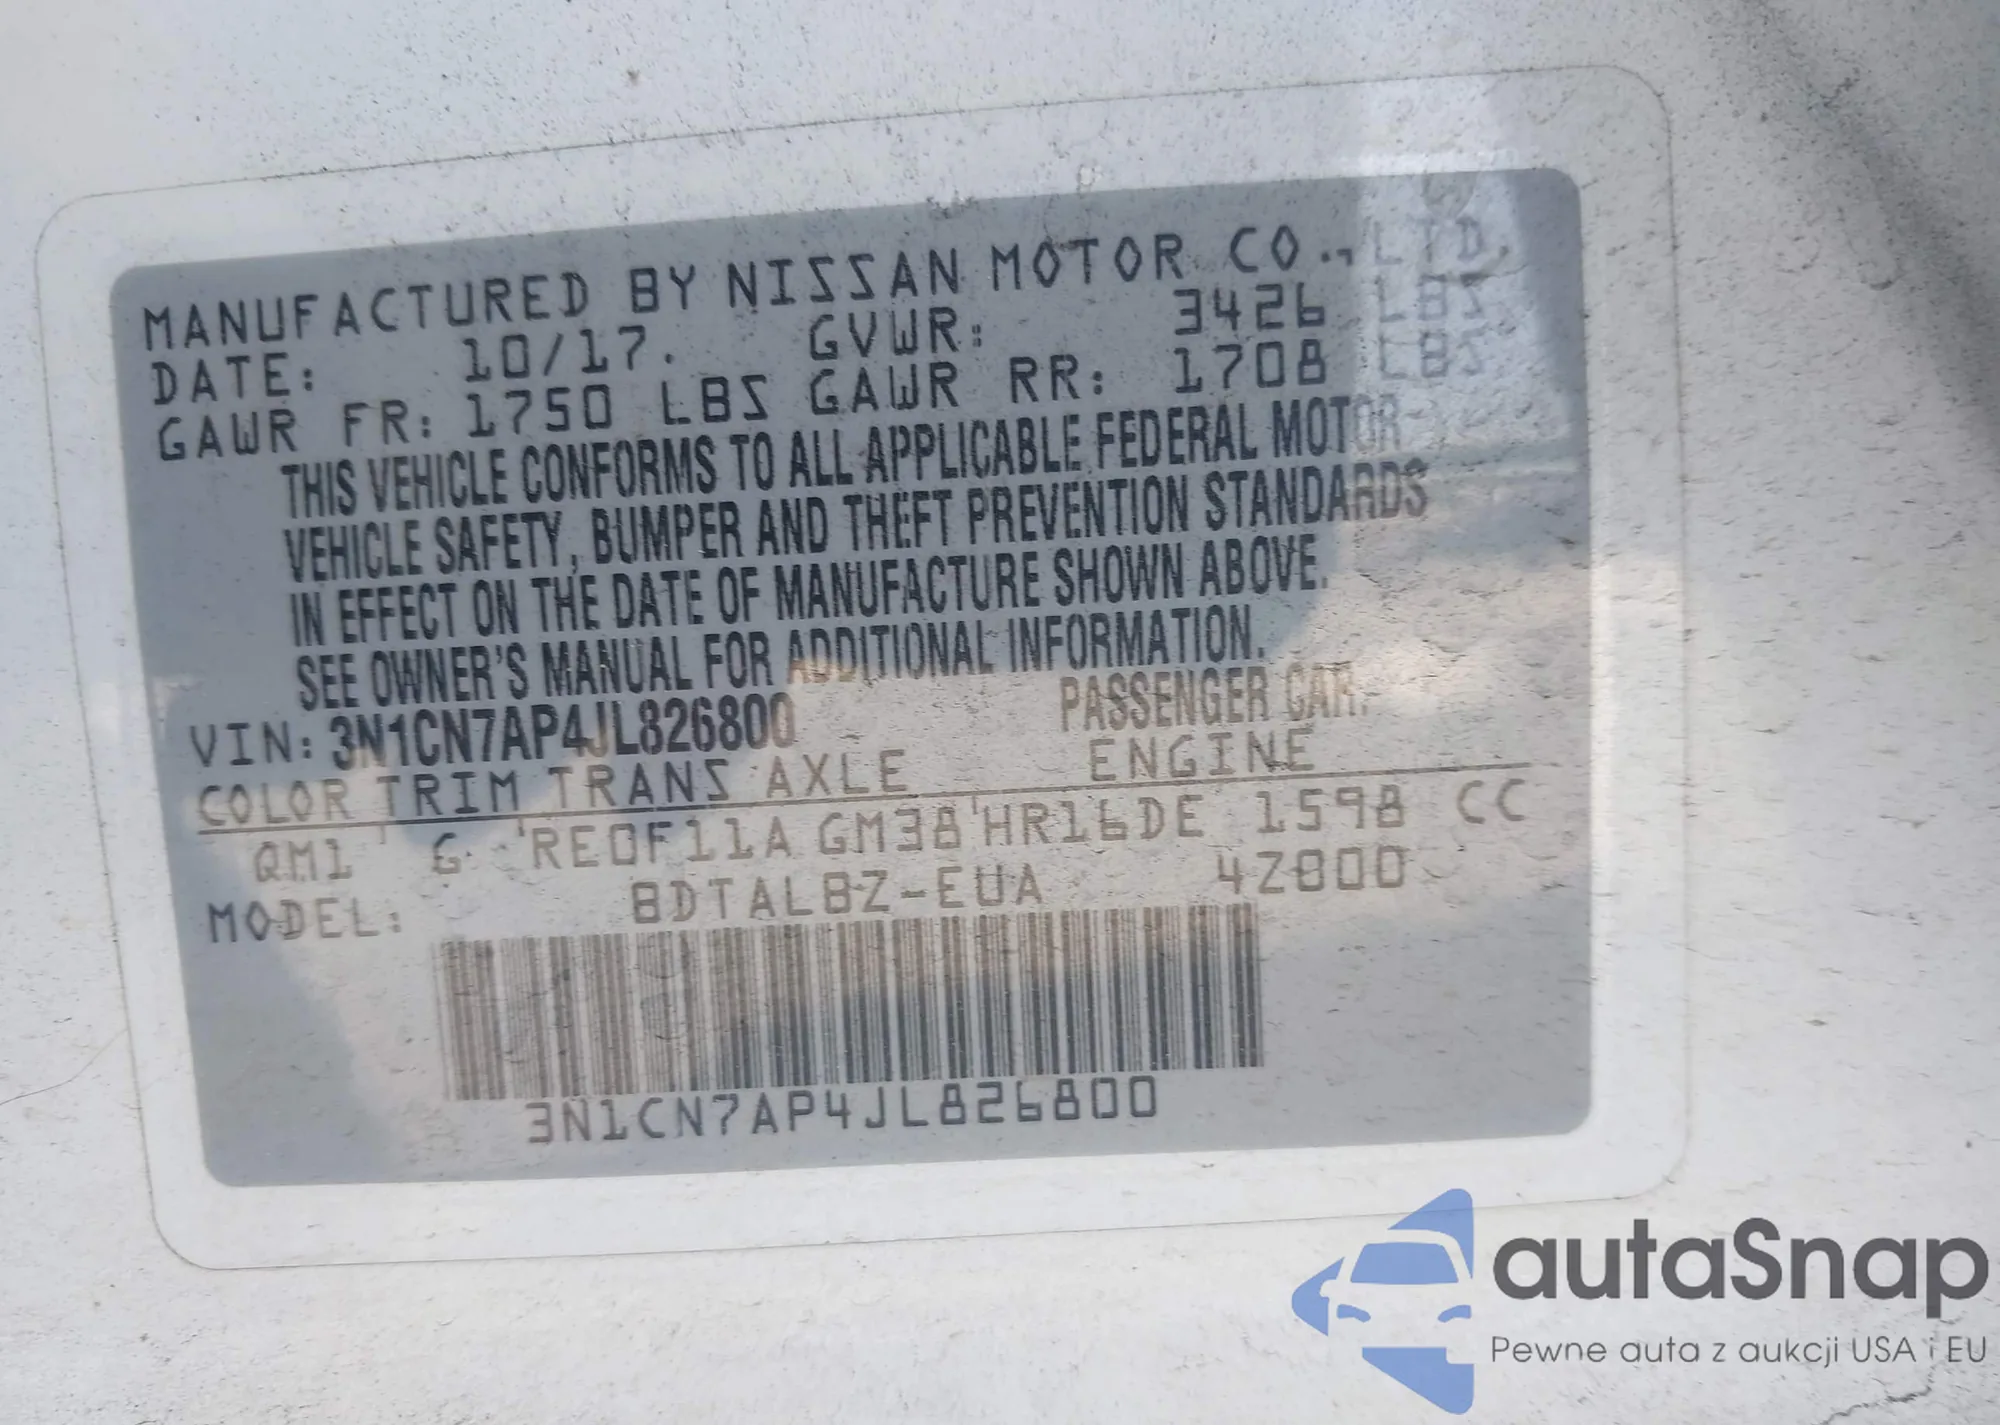 MANUFACTURED BY NISSAN MOTOR CO., LTD.
DATE: 10/17. GVWR: 3426 LBS
GAWR FR: 1750 LBS GAWR RR: 1708 LBS
THIS VEHICLE CONFORMS TO ALL APPLICABLE FEDERAL MOTOR
VEHICLE SAFETY, BUMPER AND THEFT PREVENTION STANDARDS
IN EFFECT ON THE DATE OF MANUFACTURE SHOWN ABOVE.
SEE OWNER'S MANUAL FOR ADDITIONAL INFORMATION.
VIN: 3N1CN7AP4JL826800 PASSENGER CAR.
COLOR TRIM TRANS AXLE ENGINE
QM1 G RE0F11A GM38 HR16DE 1598 CC
MODEL: BDTALBZ-EUA 4Z000
3N1CN7AP4JL826800
autaSnap
Pewne auta z aukcji USA i EU